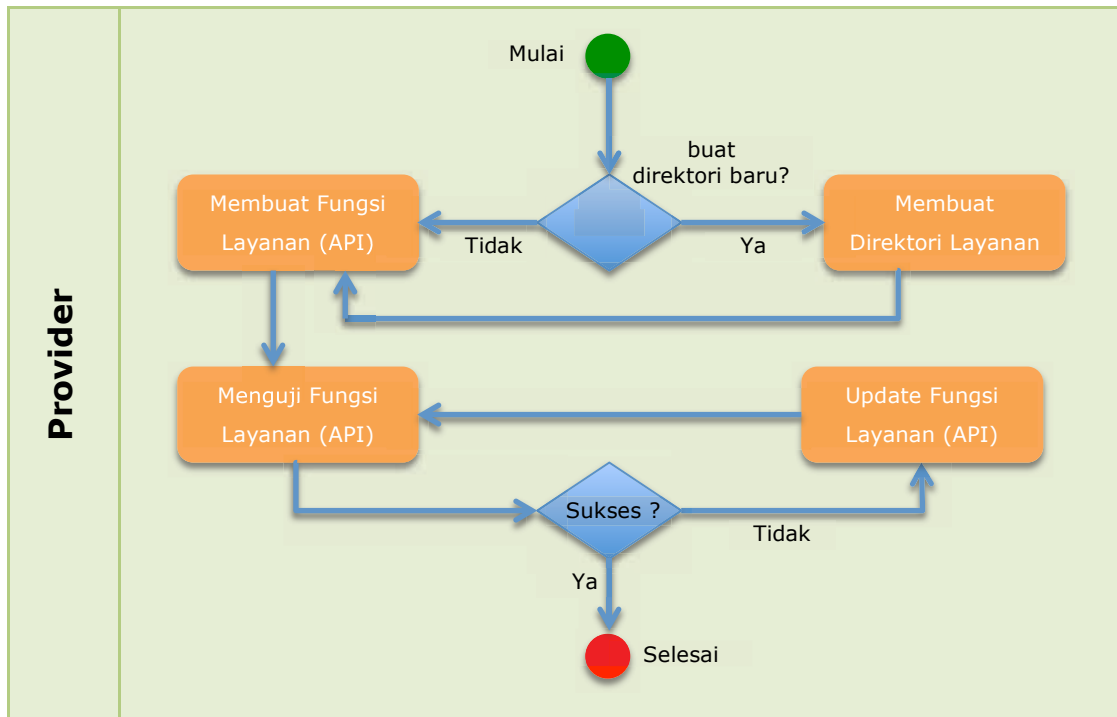 Provider
Mulai
buat
direktori baru?
Membuat Fungsi
Layanan (API)
Tidak
Ya
Membuat
Direktori Layanan
Menguji Fungsi
Layanan (API)
Update Fungsi
Layanan (API)
Sukses ?
Tidak
Ya
Selesai